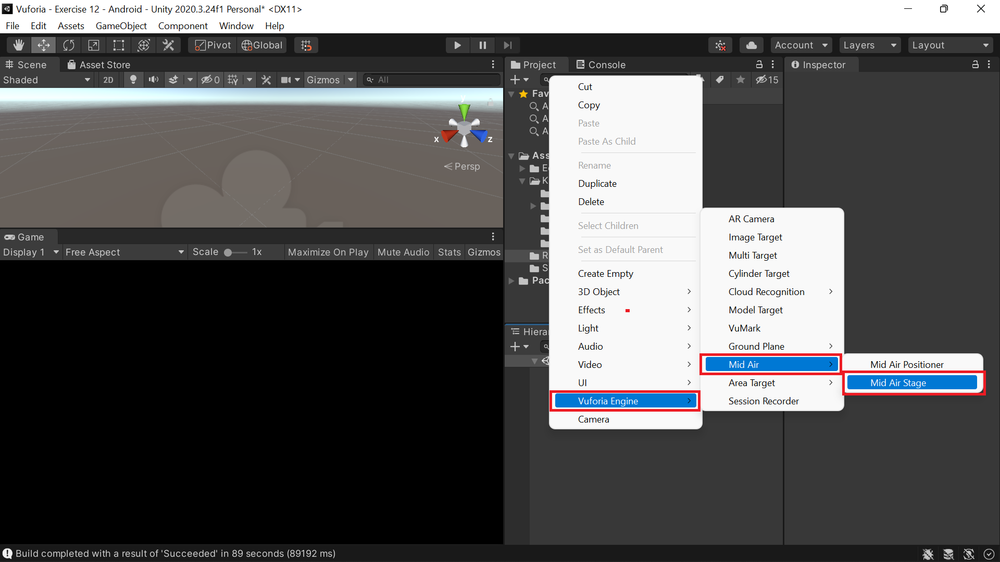 Vuforia - Exercise 12 - Android - Unity 2020.3.24f1 Personal* <DX11>
File Edit Assets GameObject Component Window Help
Pivot Global Account Layers Layout
Scene Asset Store
Shaded 2D 0 Gizmos All
y
x z
Persp
Game
Display 1 Free Aspect Scale 1x Maximize On Play Mute Audio Stats Gizmos
Project Console
15
Fav
A
A
A
Ass
K
R
S
Pac
Hierar
Inspector
Cut
Copy
Paste
Paste As Child
Rename
Duplicate
Delete
Select Children
Set as Default Parent
Create Empty
3D Object
Effects
Light
Audio
Video
UI
Vuforia Engine
Camera
AR Camera
Image Target
Multi Target
Cylinder Target
Cloud Recognition
Model Target
VuMark
Ground Plane
Mid Air
Area Target
Session Recorder
Mid Air Positioner
Mid Air Stage
Build completed with a result of 'Succeeded' in 89 seconds (89192 ms)